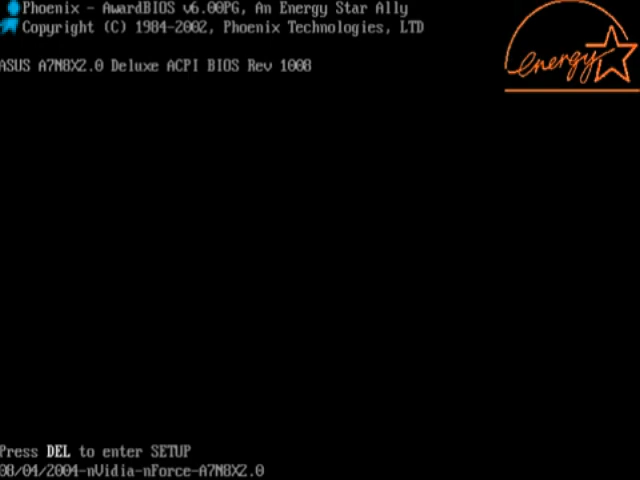 Phoenix - AwardBIOS v6.00PG, An Energy Star Ally
Copyright (C) 1984-2002, Phoenix Technologies, LTD
energy
ASUS A7N8X2.0 Deluxe ACPI BIOS Rev 1008
Press DEL to enter SETUP
08/04/2004-nVidia-nForce-A7N8X2.0